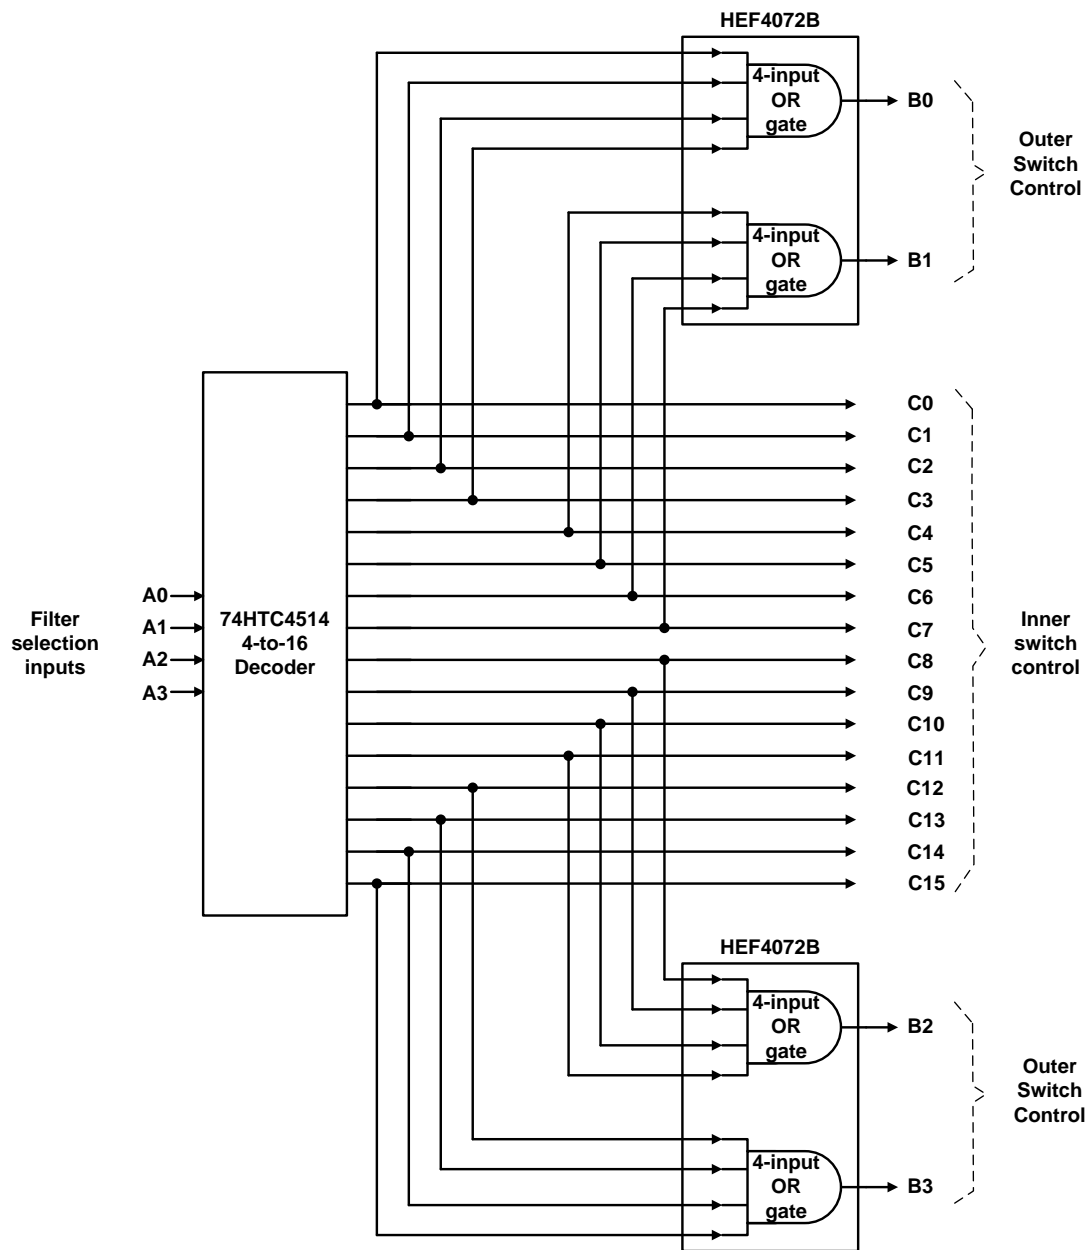 HEF4072B
4-input
OR
gate
B0
Outer
Switch
Control
4-input
OR
gate
B1
C0
C1
C2
C3
C4
C5
A0
C6
Filter
selection
inputs
A1
74HTC4514
4-to-16
Decoder
C7
Inner
switch
control
A2
C8
A3
C9
C10
C11
C12
C13
C14
C15
HEF4072B
4-input
OR
gate
B2
Outer
Switch
Control
4-input
OR
gate
B3